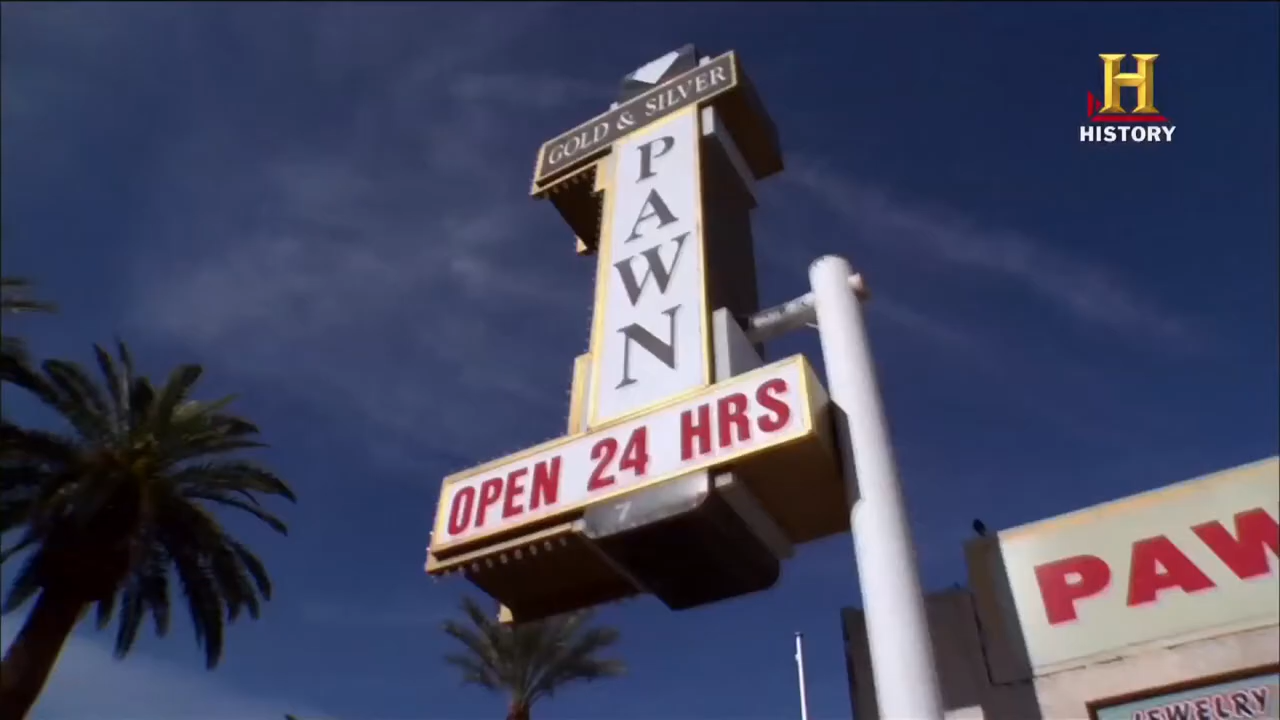 H
HISTORY
GOLD & SILVER
PAWN
OPEN 24 HRS
7
PAW
JEWELRY